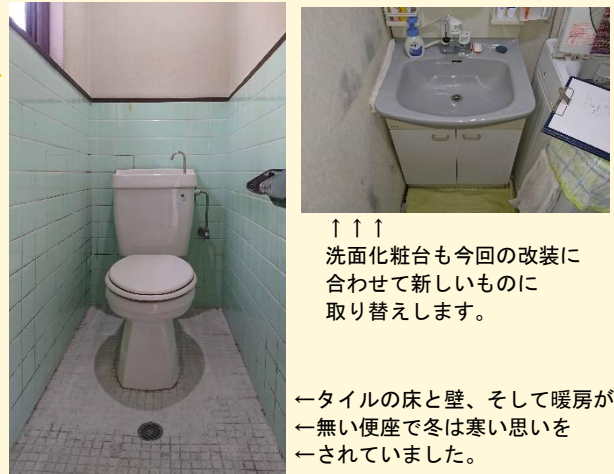 ↑↑↑
洗面化粧台も今回の改装に
合わせて新しいものに
取り替えします。
←タイルの床と壁、そして暖房が
←無い便座で冬は寒い思いを
←されていました。